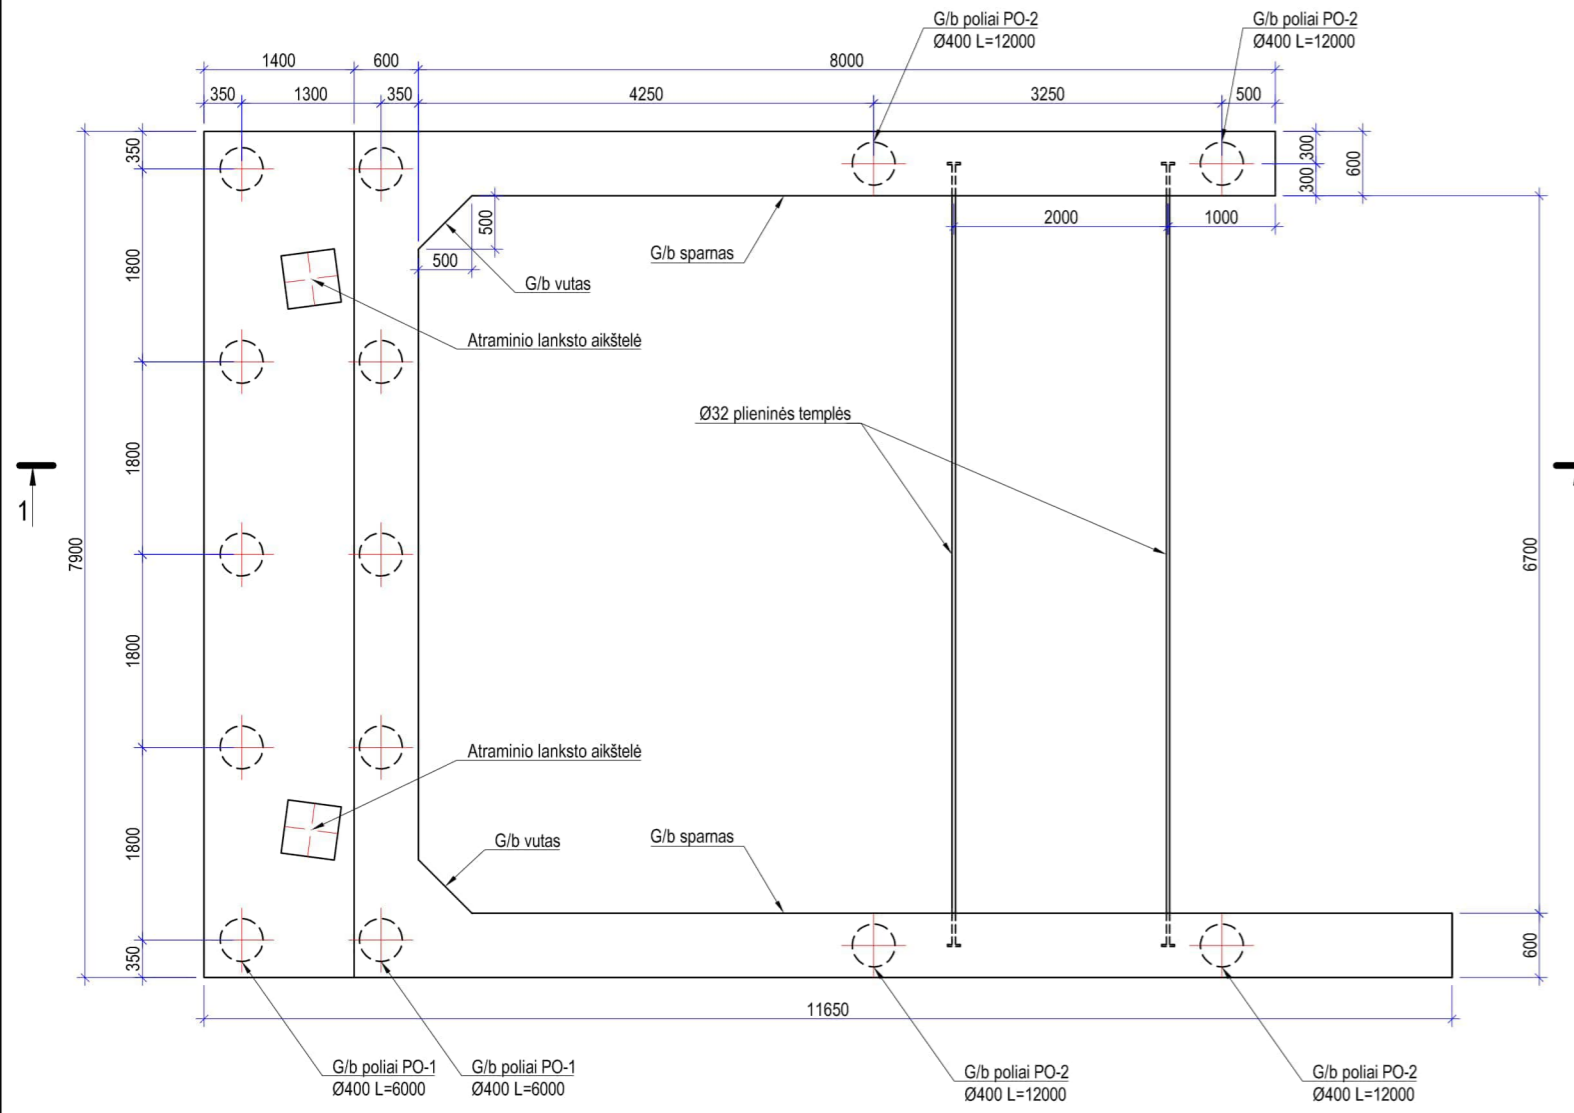 G/b poliai PO-2
Ø400 L=12000
G/b poliai PO-2
Ø400 L=12000
1400
600
8000
350
1300
350
4250
3250
500
350
300
300
600
500
2000
1000
500
G/b sparnas
G/b vutas
1800
Atraminio lanksto aikštelė
Ø32 plieninės templės
1800
1
7900
6700
1800
Atraminio lanksto aikštelė
G/b vutas
G/b sparnas
1800
350
600
11650
G/b poliai PO-1
Ø400 L=6000
G/b poliai PO-1
Ø400 L=6000
G/b poliai PO-2
Ø400 L=12000
G/b poliai PO-2
Ø400 L=12000